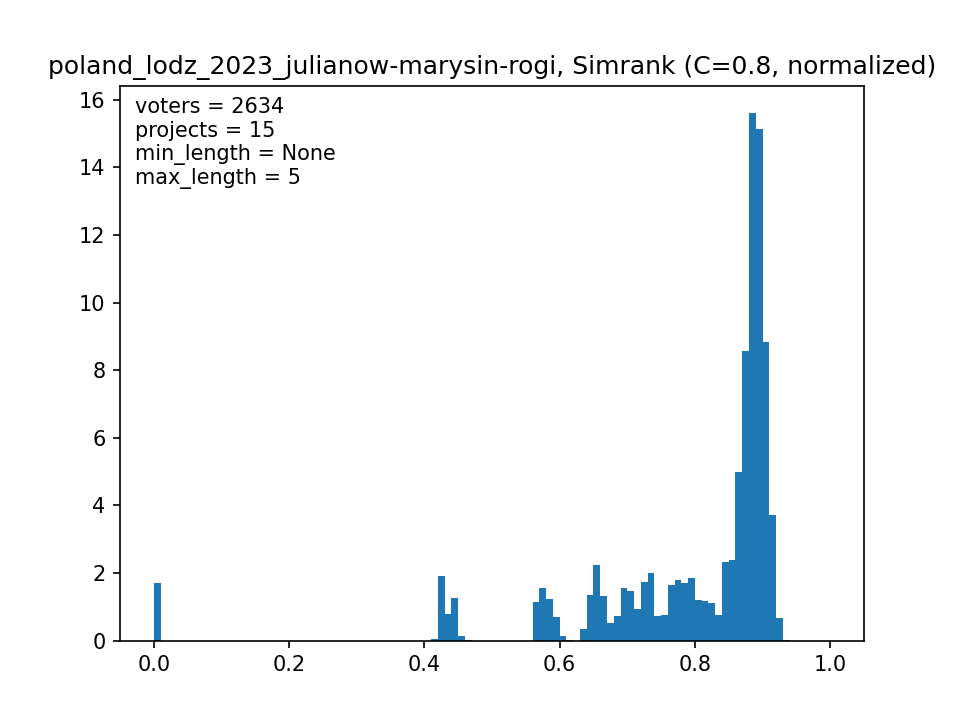 poland_lodz_2023_julianow-marysin-rogi, Simrank (C=0.8, normalized)
voters = 2634
projects = 15
min_length = None
max_length = 5
16
14
12
10
8
6
4
2
0
0.0 0.2 0.4 0.6 0.8 1.0